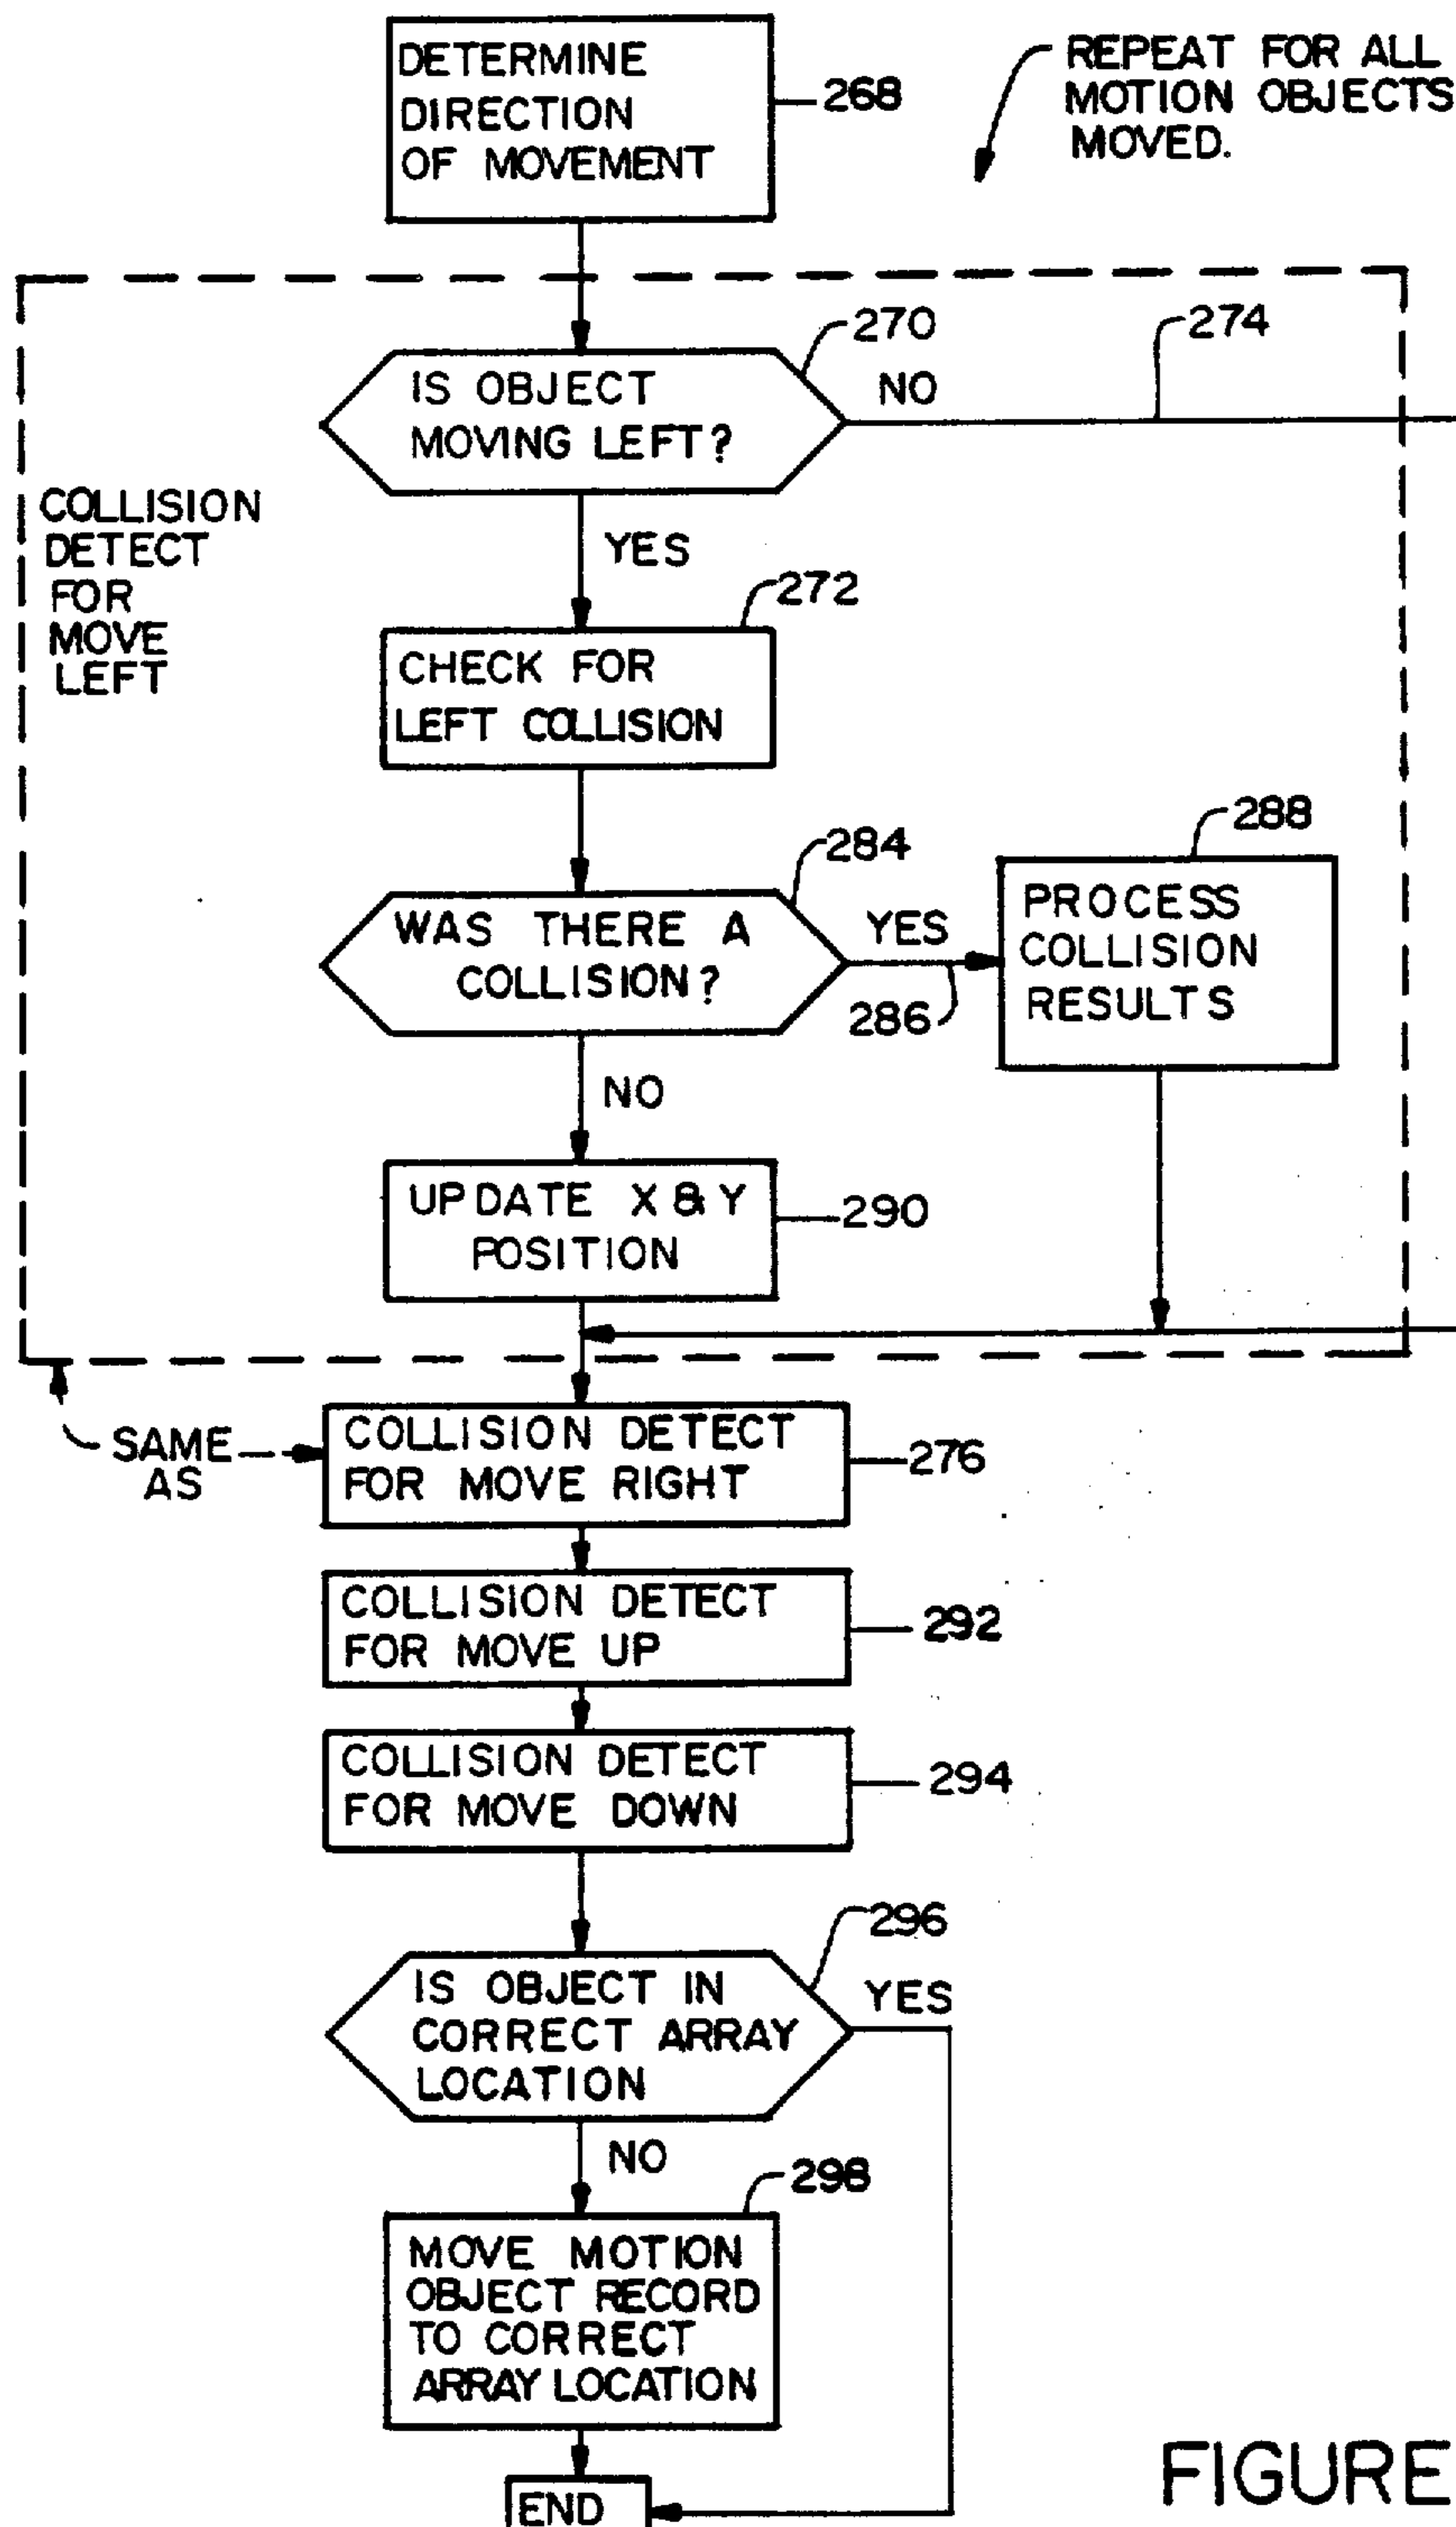 DETERMINE
DIRECTION
OF MOVEMENT
268
REPEAT FOR ALL
MOTION OBJECTS
MOVED.
270
274
IS OBJECT
MOVING LEFT?
NO
COLLISION
DETECT
FOR
MOVE
LEFT
YES
272
CHECK FOR
LEFT COLLISION
284
288
WAS THERE A
COLLISION?
YES
286
PROCESS
COLLISION
RESULTS
NO
UPDATE X & Y
POSITION
290
SAME
AS
COLLISION DETECT
FOR MOVE RIGHT
276
COLLISION DETECT
FOR MOVE UP
292
COLLISION DETECT
FOR MOVE DOWN
294
296
IS OBJECT IN
CORRECT ARRAY
LOCATION
YES
NO
298
MOVE MOTION
OBJECT RECORD
TO CORRECT
ARRAY LOCATION
END
FIGURE